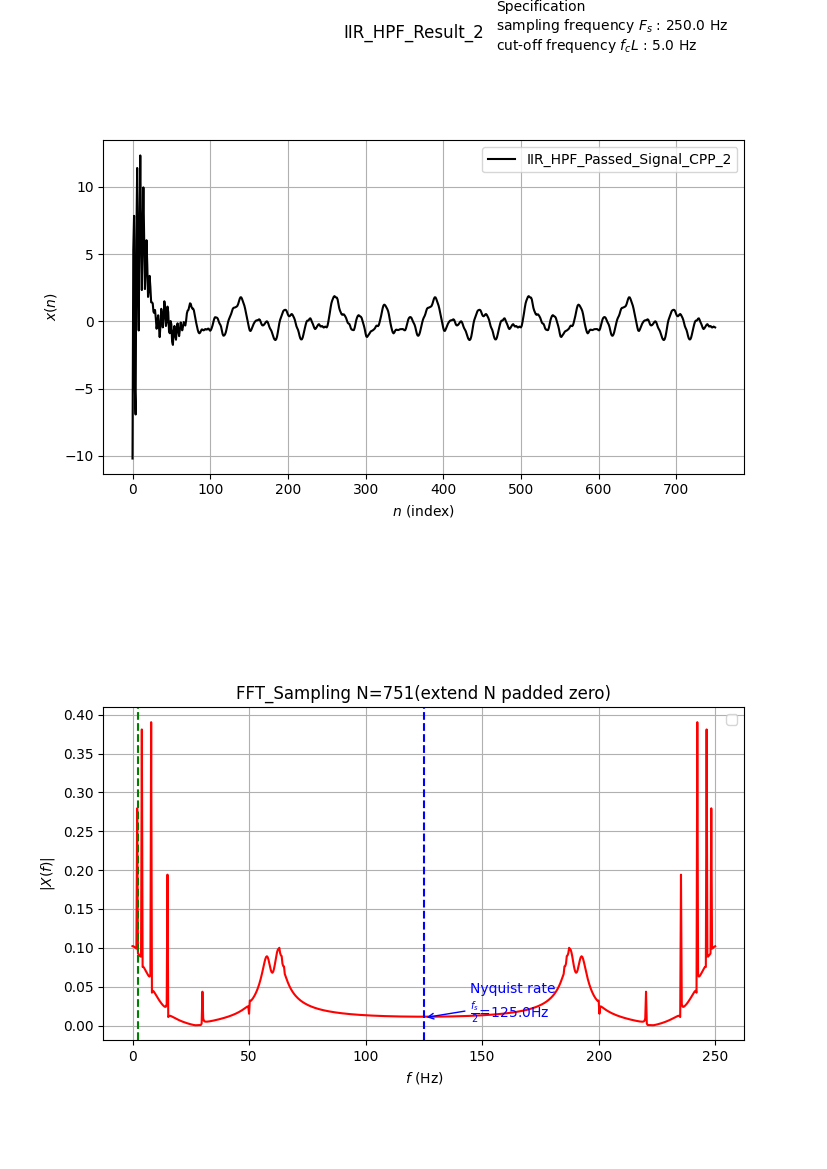 Specification
IIR_HPF_Result_2
sampling frequency F_s : 250.0 Hz
cut-off frequency f_cL : 5.0 Hz
IIR_HPF_Passed_Signal_CPP_2
10
5
0
−5
−10
x(n)
0 100 200 300 400 500 600 700
n (index)
FFT_Sampling N=751(extend N padded zero)
0.40
0.35
0.30
0.25
0.20
0.15
0.10
0.05
0.00
|X(f)|
Nyquist rate
f_s/2=125.0Hz
0 50 100 150 200 250
f (Hz)